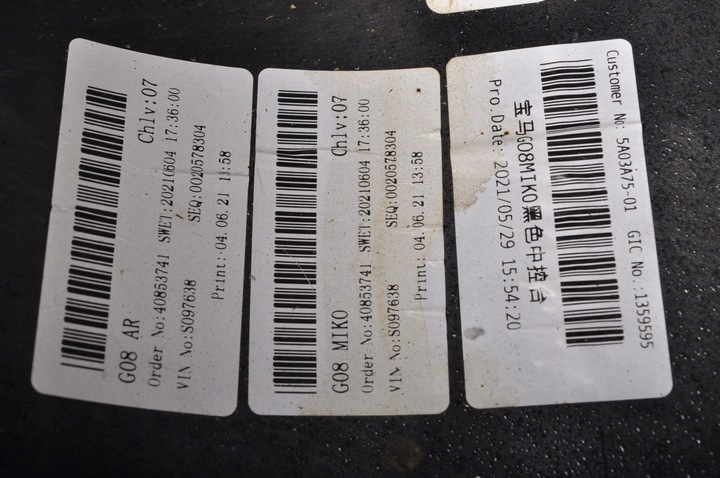 G08 AR Chlv:07
Order No:40853741 SWET:20210604 17:36:00
VIN No:S097638 SEQ:0020578304
Print: 04.06.21 13:58
G08 MIKO Chlv:07
Order No:40853741 SWET:20210604 17:36:00
VIN No:S097638 SEQ:0020578304
Print: 04.06.21 13:58
Customer No: 5A03A75-01 GIC No.:1359595
宝马G08MIKO黑色中控台
Pro.Date: 2021/05/29 15:54:20